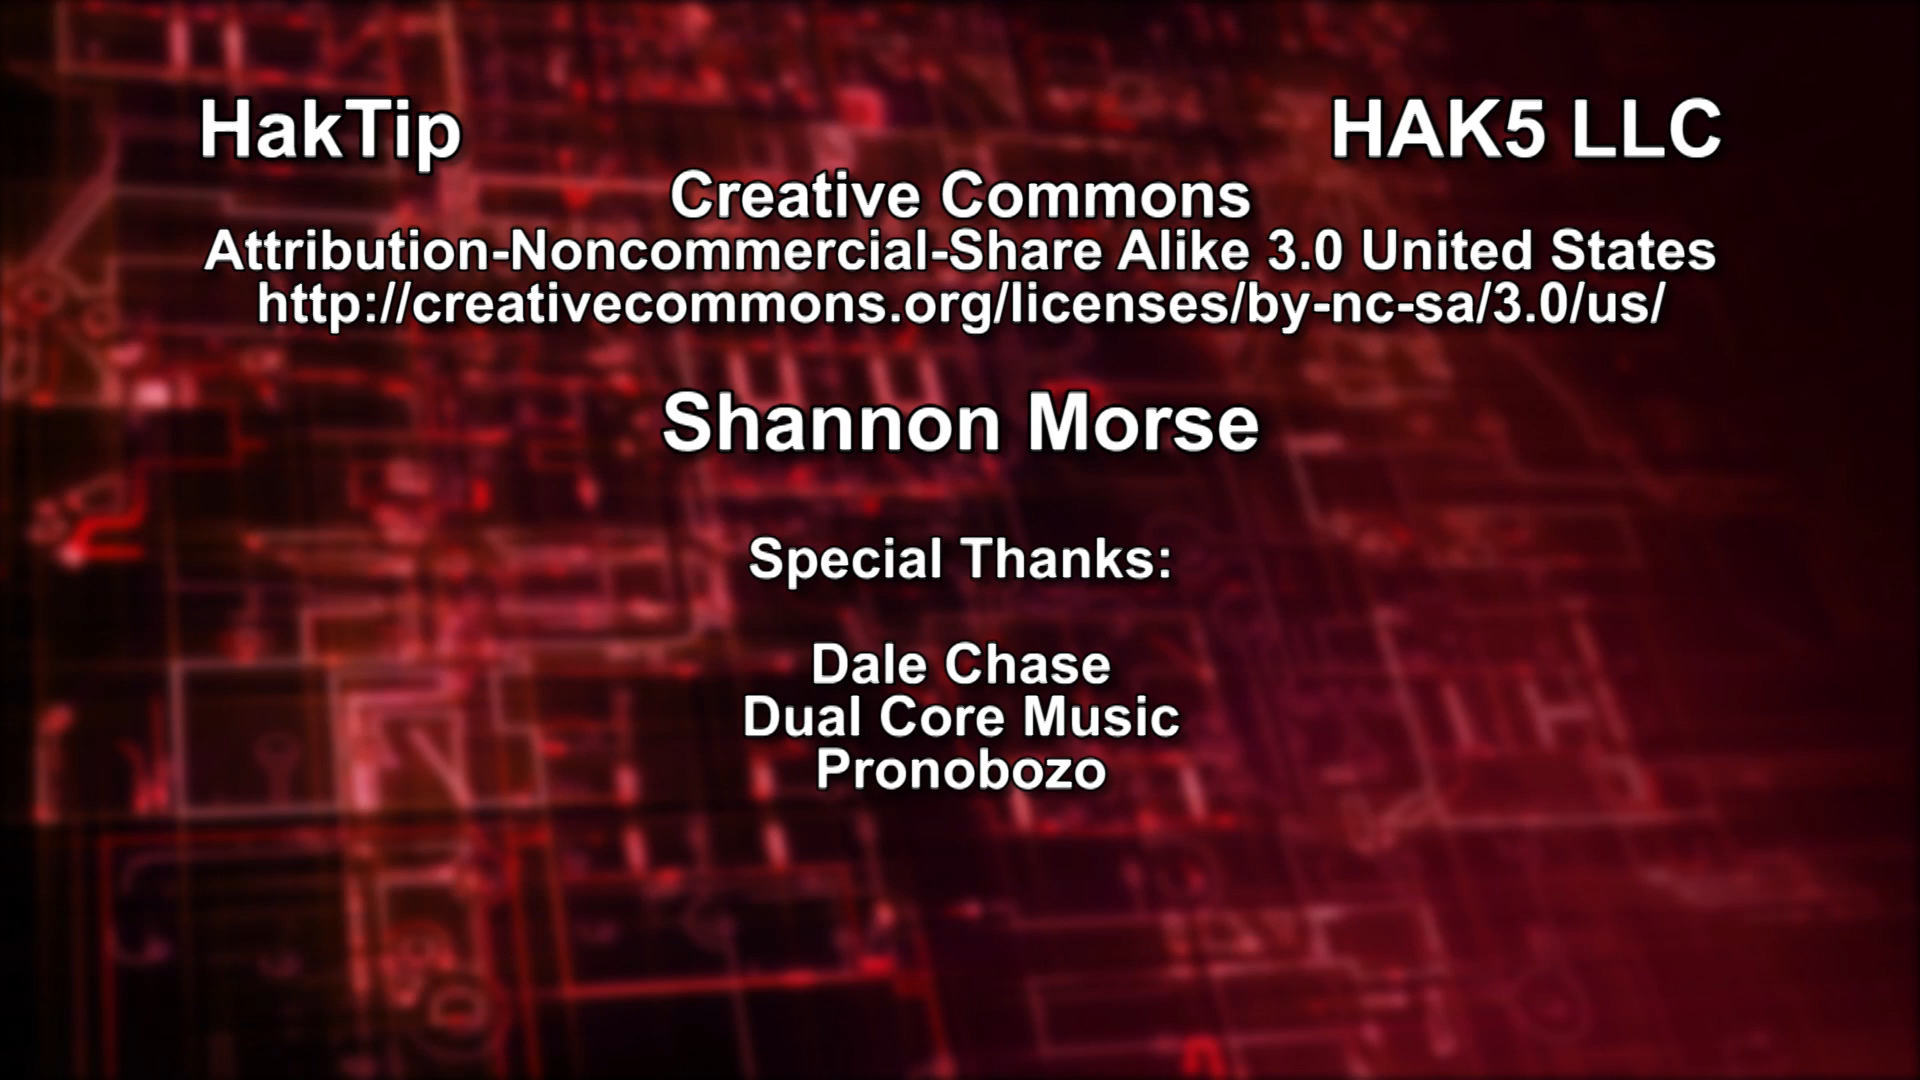 HakTip HAK5 LLC
Creative Commons
Attribution-Noncommercial-Share Alike 3.0 United States
http://creativecommons.org/licenses/by-nc-sa/3.0/us/
Shannon Morse
Special Thanks:
Dale Chase
Dual Core Music
Pronobozo